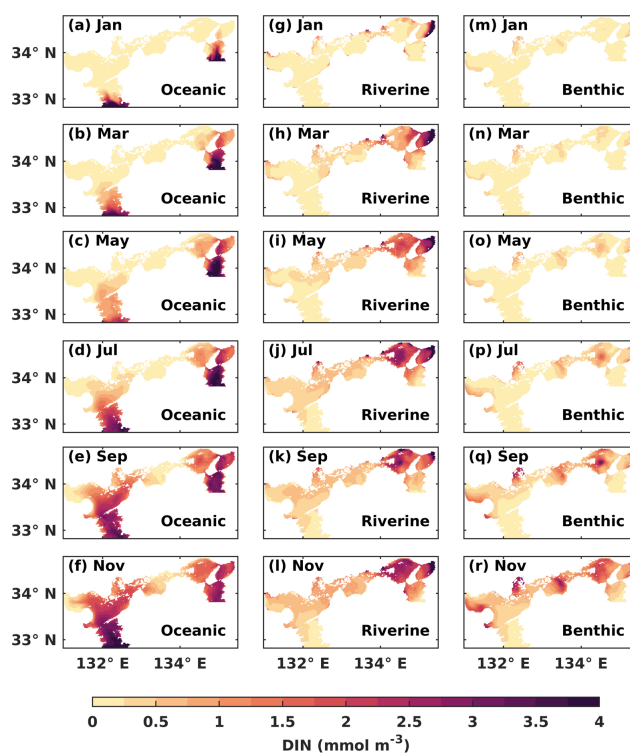 (a) Jan (g) Jan (m) Jan
34° N
Oceanic Riverine Benthic
33° N
(b) Mar (h) Mar (n) Mar
34° N
Oceanic Riverine Benthic
33° N
(c) May (i) May (o) May
34° N
Oceanic Riverine Benthic
33° N
(d) Jul (j) Jul (p) Jul
34° N
Oceanic Riverine Benthic
33° N
(e) Sep (k) Sep (q) Sep
34° N
Oceanic Riverine Benthic
33° N
(f) Nov (l) Nov (r) Nov
34° N
Oceanic Riverine Benthic
33° N
132° E 134° E 132° E 134° E 132° E 134° E
0 0.5 1 1.5 2 2.5 3 3.5 4
DIN (mmol m⁻³)